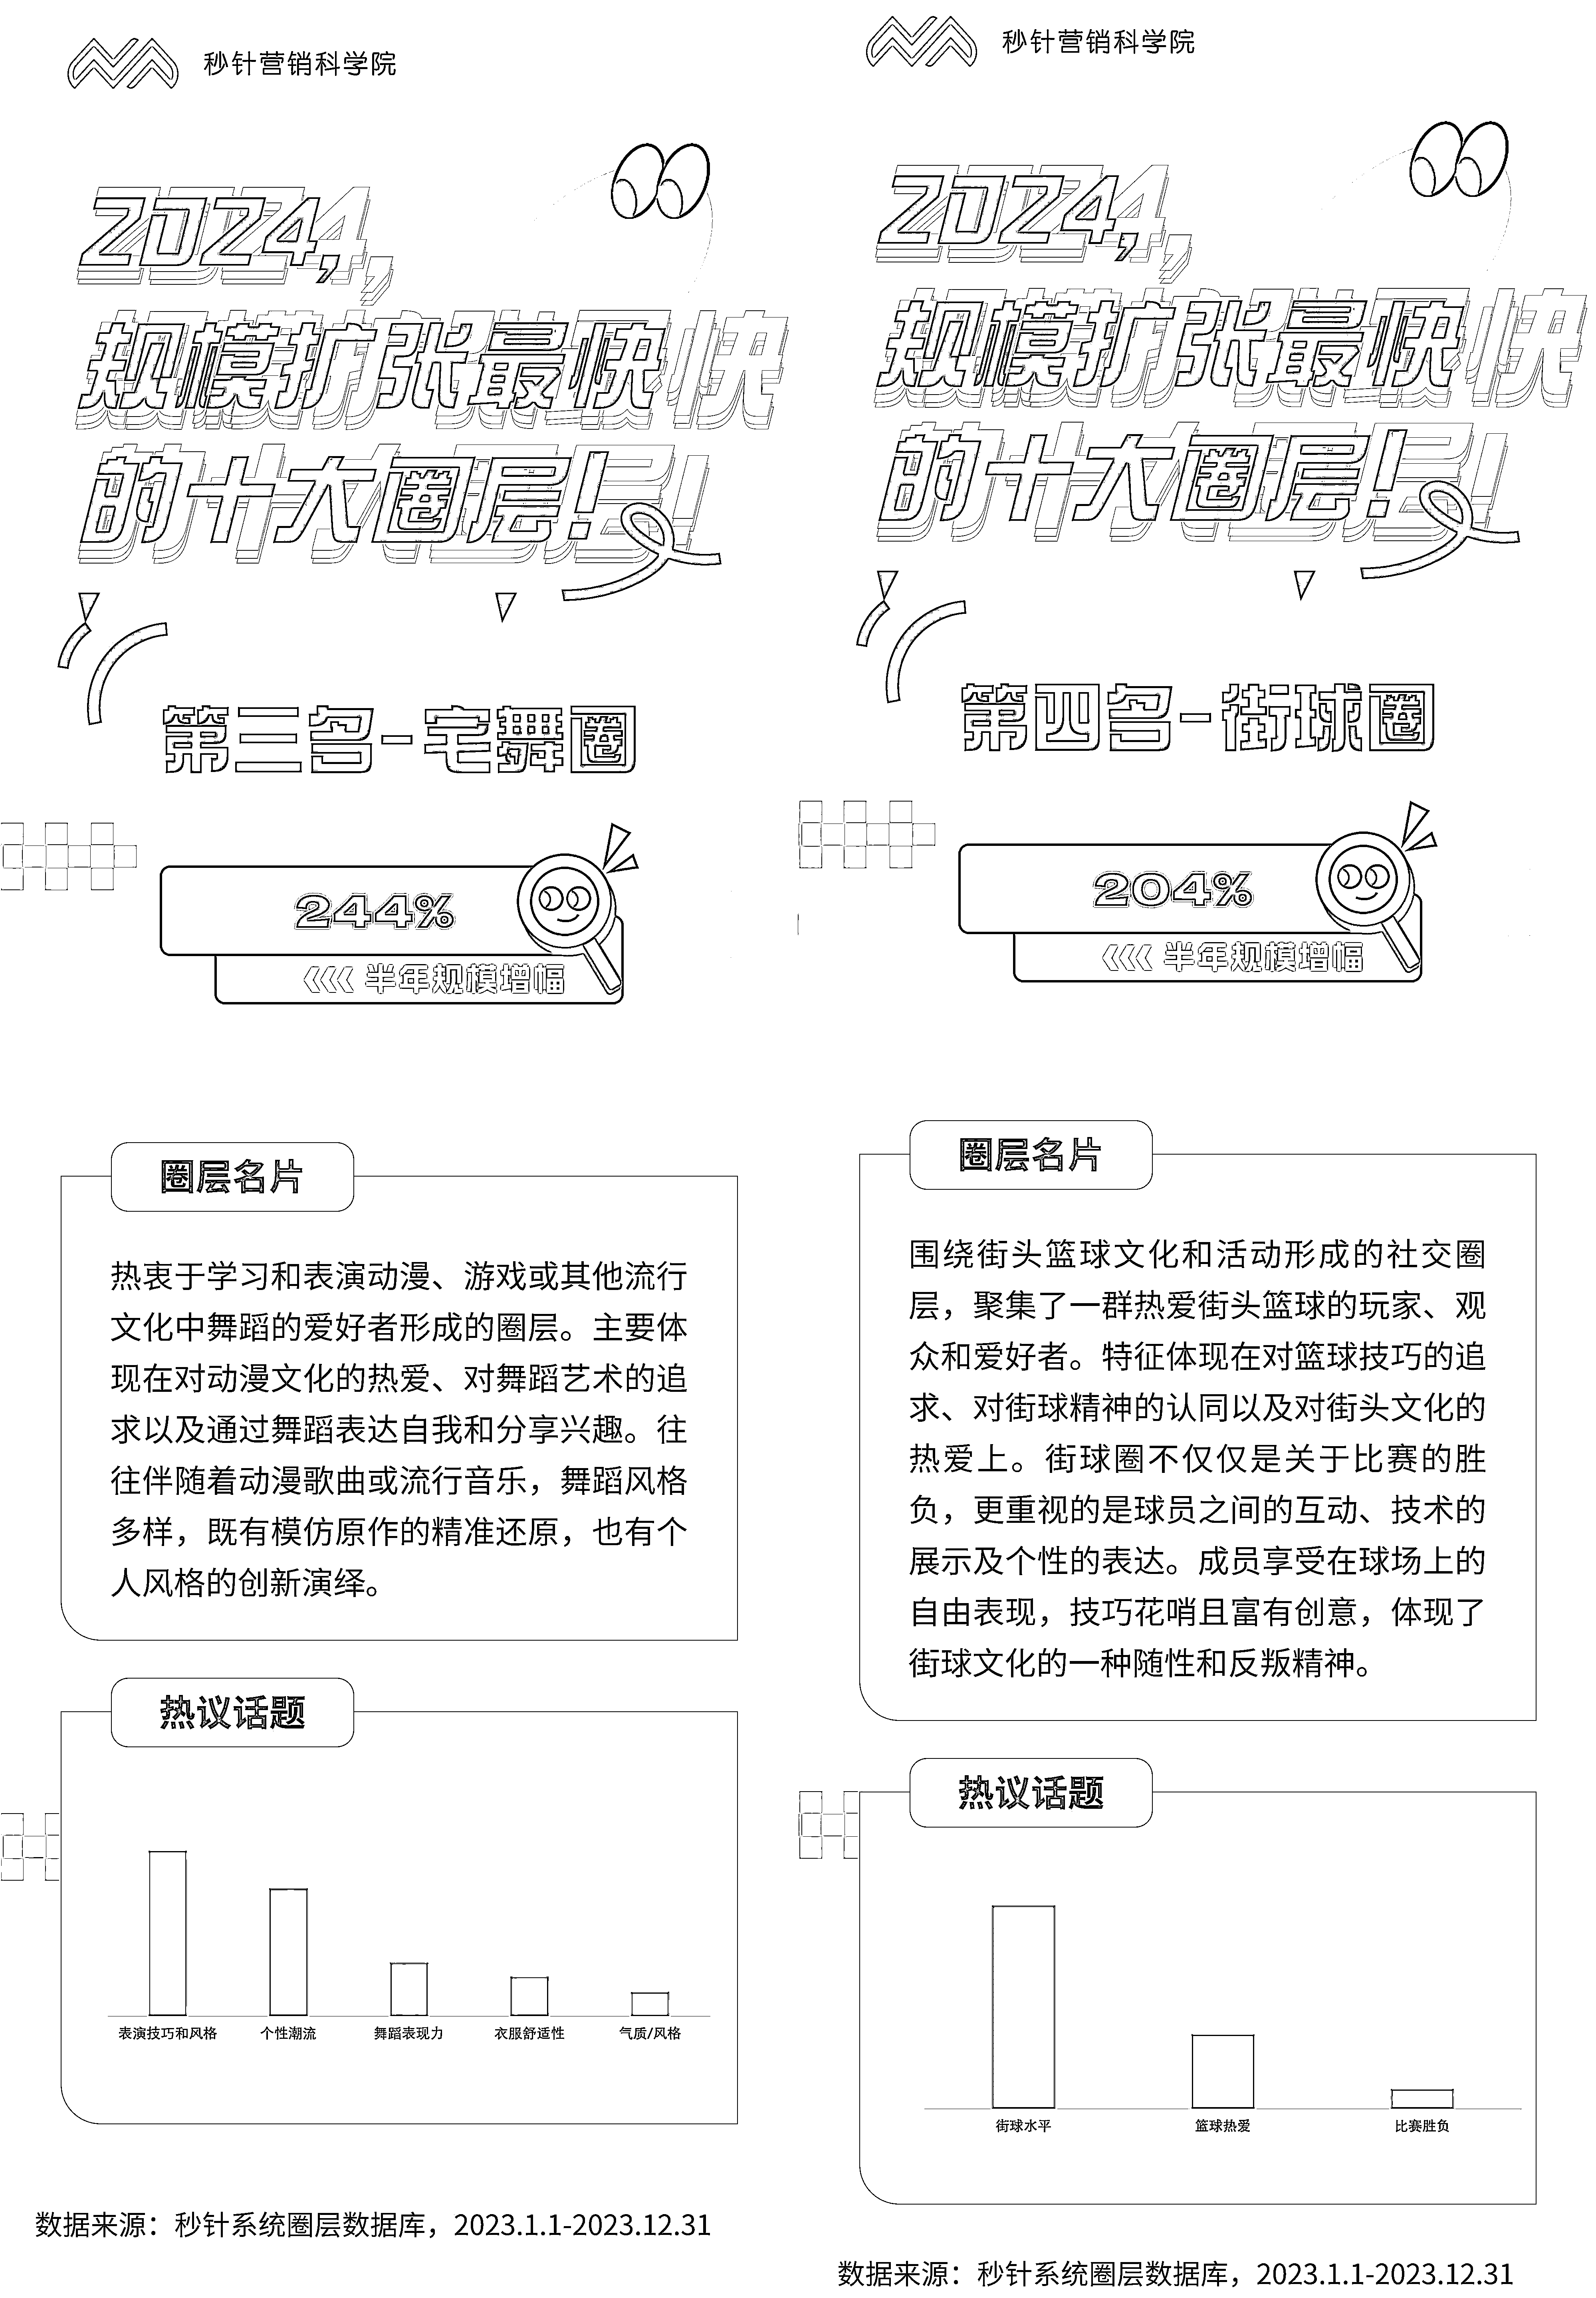 秒针营销科学院
2024,
规模扩张最快
的十大圈层!
第三名-宅舞圈
244%
半年规模增幅
圈层名片
热衷于学习和表演动漫、游戏或其他流行
文化中舞蹈的爱好者形成的圈层。主要体
现在对动漫文化的热爱、对舞蹈艺术的追
求以及通过舞蹈表达自我和分享兴趣。往
往伴随着动漫歌曲或流行音乐，舞蹈风格
多样，既有模仿原作的精准还原，也有个
人风格的创新演绎。
热议话题
表演技巧和风格
个性潮流
舞蹈表现力
衣服舒适性
气质/风格
数据来源：秒针系统圈层数据库，2023.1.1-2023.12.31
秒针营销科学院
2024,
规模扩张最快
的十大圈层!
第四名-街球圈
204%
半年规模增幅
圈层名片
围绕街头篮球文化和活动形成的社交圈
层，聚集了一群热爱街头篮球的玩家、观
众和爱好者。特征体现在对篮球技巧的追
求、对街球精神的认同以及对街头文化的
热爱上。街球圈不仅仅是关于比赛的胜
负，更重视的是球员之间的互动、技术的
展示及个性的表达。成员享受在球场上的
自由表现，技巧花哨且富有创意，体现了
街球文化的一种随性和反叛精神。
热议话题
街球水平
篮球热爱
比赛胜负
数据来源：秒针系统圈层数据库，2023.1.1-2023.12.31